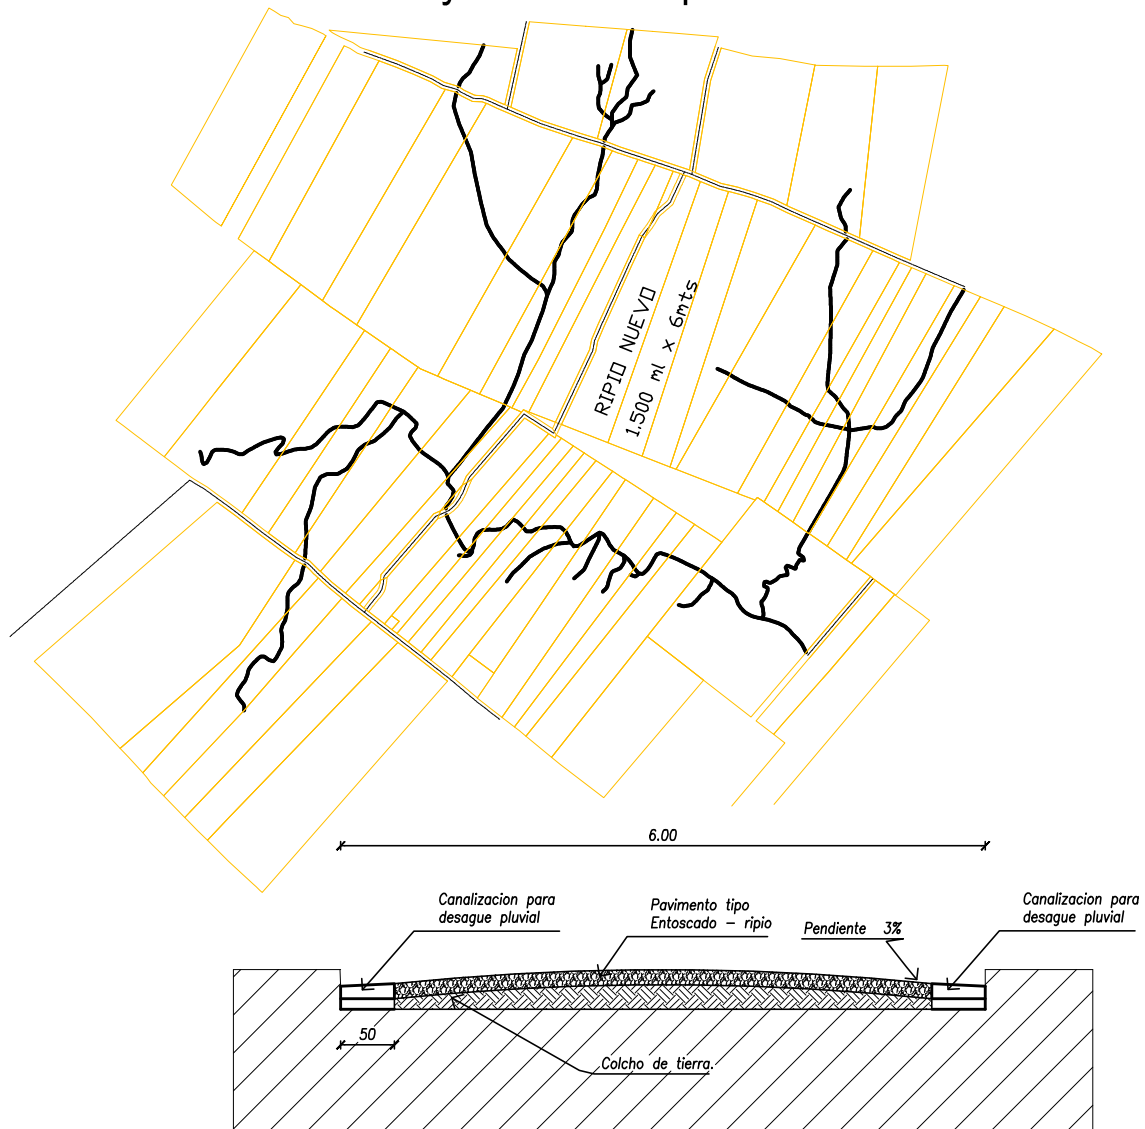 RIPIO NUEVO
1.500 ml x 6mts
6.00
Canalizacion para
desague pluvial
Pavimento tipo
Entoscado - ripio
Pendiente 3%
Canalizacion para
desague pluvial
50
Colcho de tierra.